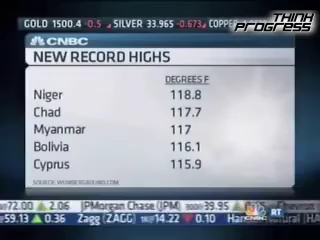 GOLD 1500.4 -0.5 ▲ SILVER 33.965 -0.673 ▲ COPPER
THINK
PROGRESS
CNBC
NEW RECORD HIGHS
DEGREES F
Niger 118.8
Chad 117.7
Myanmar 117
Bolivia 116.1
Cyprus 115.9
SOURCE: WUNDERGROUND.COM
72.00 ▲ 2.06 JPMorgan Chase (JPM) 39.95
CNBC RT
59.13 ▲ 0.36 Zagg (ZAGG) 14.22 ▼ 0.10